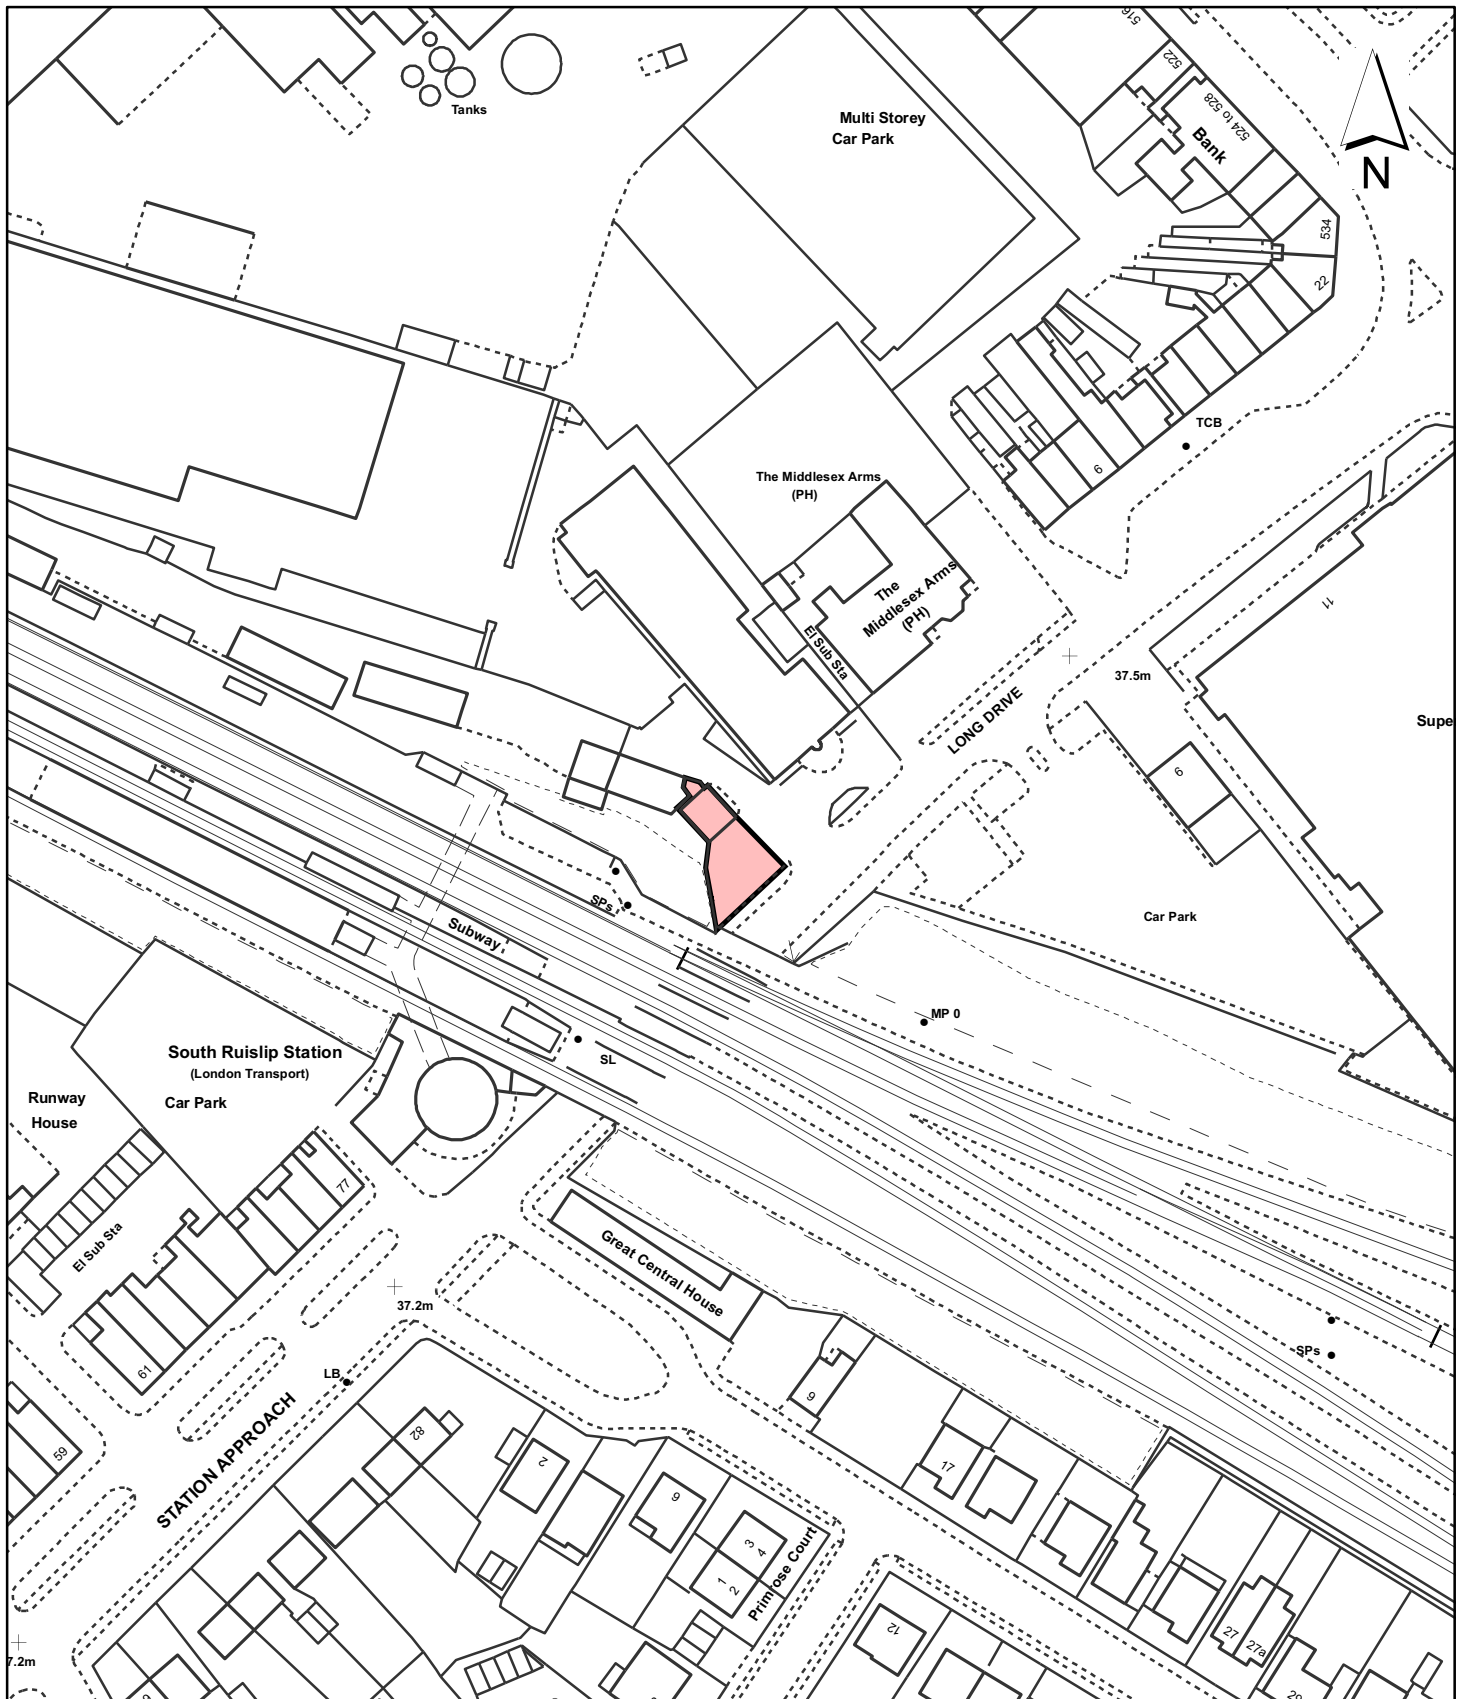 516
522
524 to 528
Bank
N
Tanks
Multi Storey
Car Park
534
22
TCB
6
The Middlesex Arms
(PH)
The
Middlesex Arms
(PH)
El Sub Sta
11
37.5m
LONG DRIVE
Supe
6
Car Park
SPs
Subway
MP 0
SL
South Ruislip Station
(London Transport)
Car Park
Runway
House
77
El Sub Sta
Great Central House
37.2m
61
LB
SPs
59
STATION APPROACH
82
2
9
9
17
3
4
1
2
Primrose Court
12
27
27a
7.2m